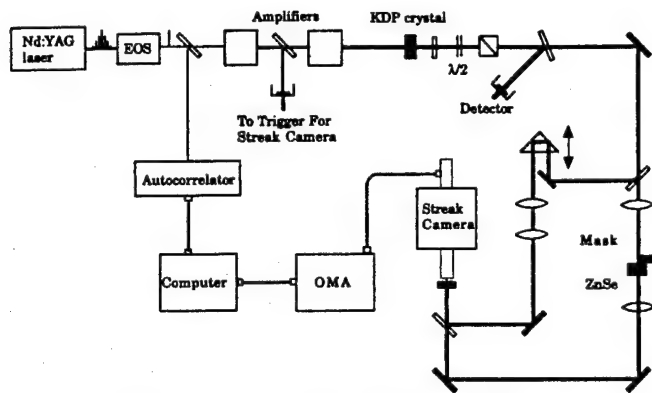 Amplifiers
KDP crystal
Nd:YAG
laser
EOS
λ/2
Detector
To Trigger For
Streak Camera
Autocorrelator
Streak
Camera
Mask
ZnSe
Computer
OMA